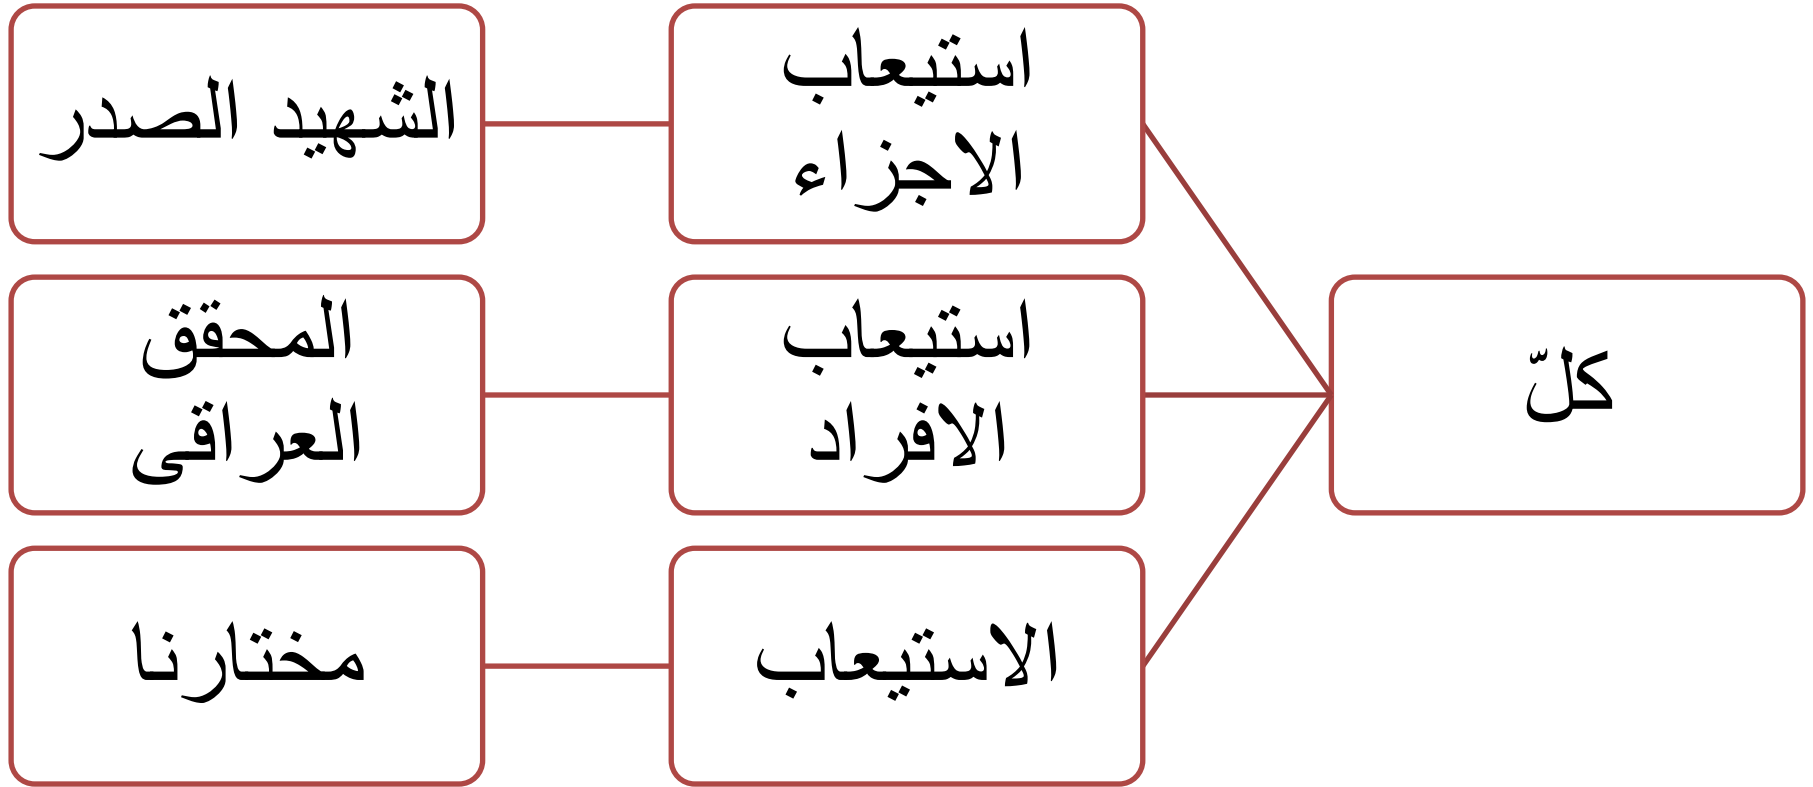 كلّ
استيعاب
الاجزاء
الشهيد الصدر
استيعاب
الافراد
المحقق
العراقى
الاستيعاب
مختارنا